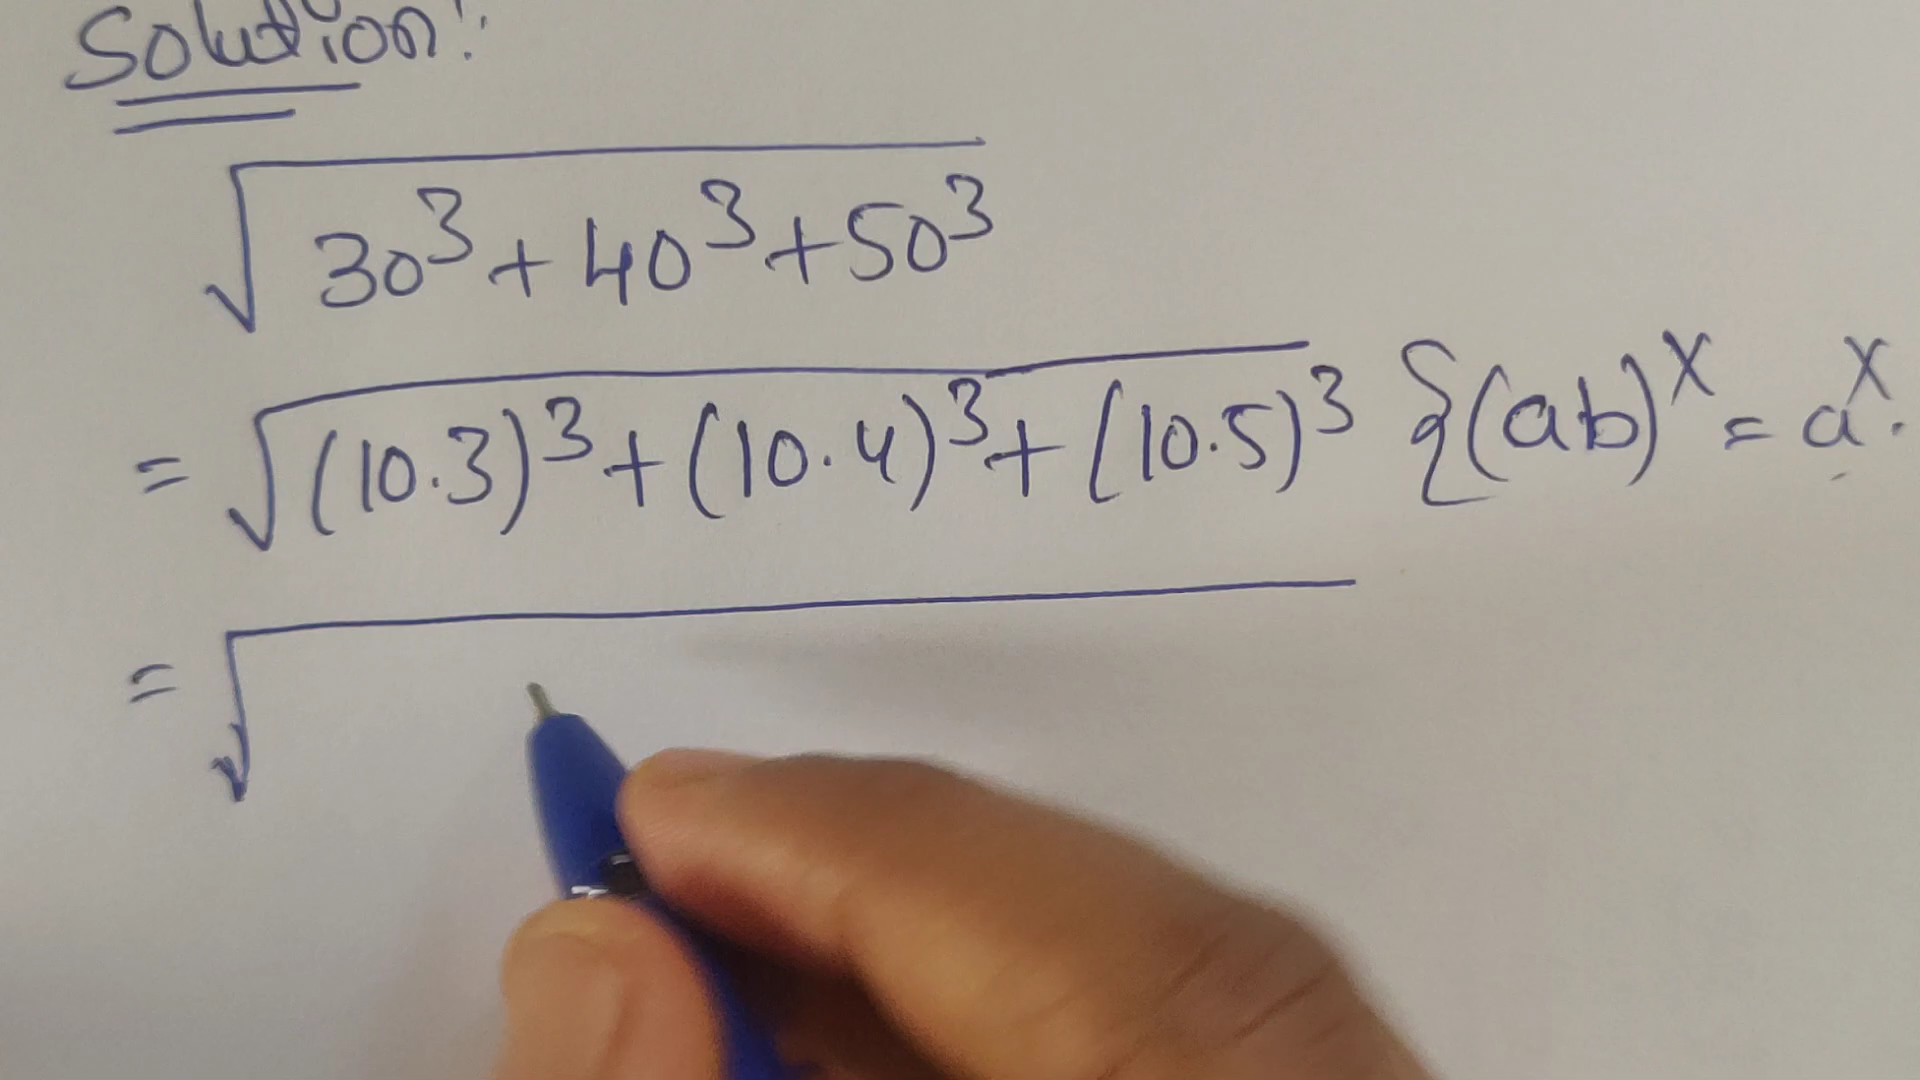 Solution:
√30³+40³+50³
=√(10.3)³+(10.4)³+(10.5)³ {(ab)ˣ=aˣ.
=√